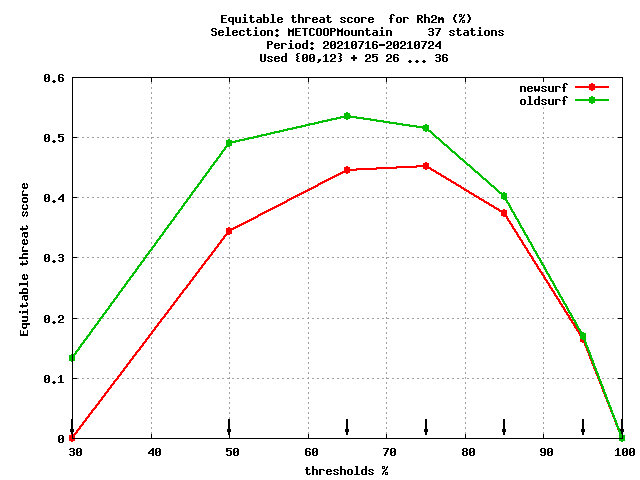 Equitable threat score  for Rh2m (%)
Selection: METCOOPMountain     37 stations
Period: 20210716-20210724
Used {00,12} + 25 26 ... 36
newsurf
oldsurf
Equitable threat score
0.6
0.5
0.4
0.3
0.2
0.1
0
30 40 50 60 70 80 90 100
thresholds %